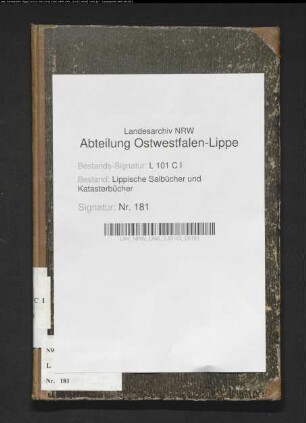 Landesarchiv NRW
Abteilung Ostwestfalen-Lippe
Bestands-Signatur: L 101 C I
Bestand: Lippische Salbücher und
Katasterbücher
Signatur: Nr. 181
C I
L
Nr. 181